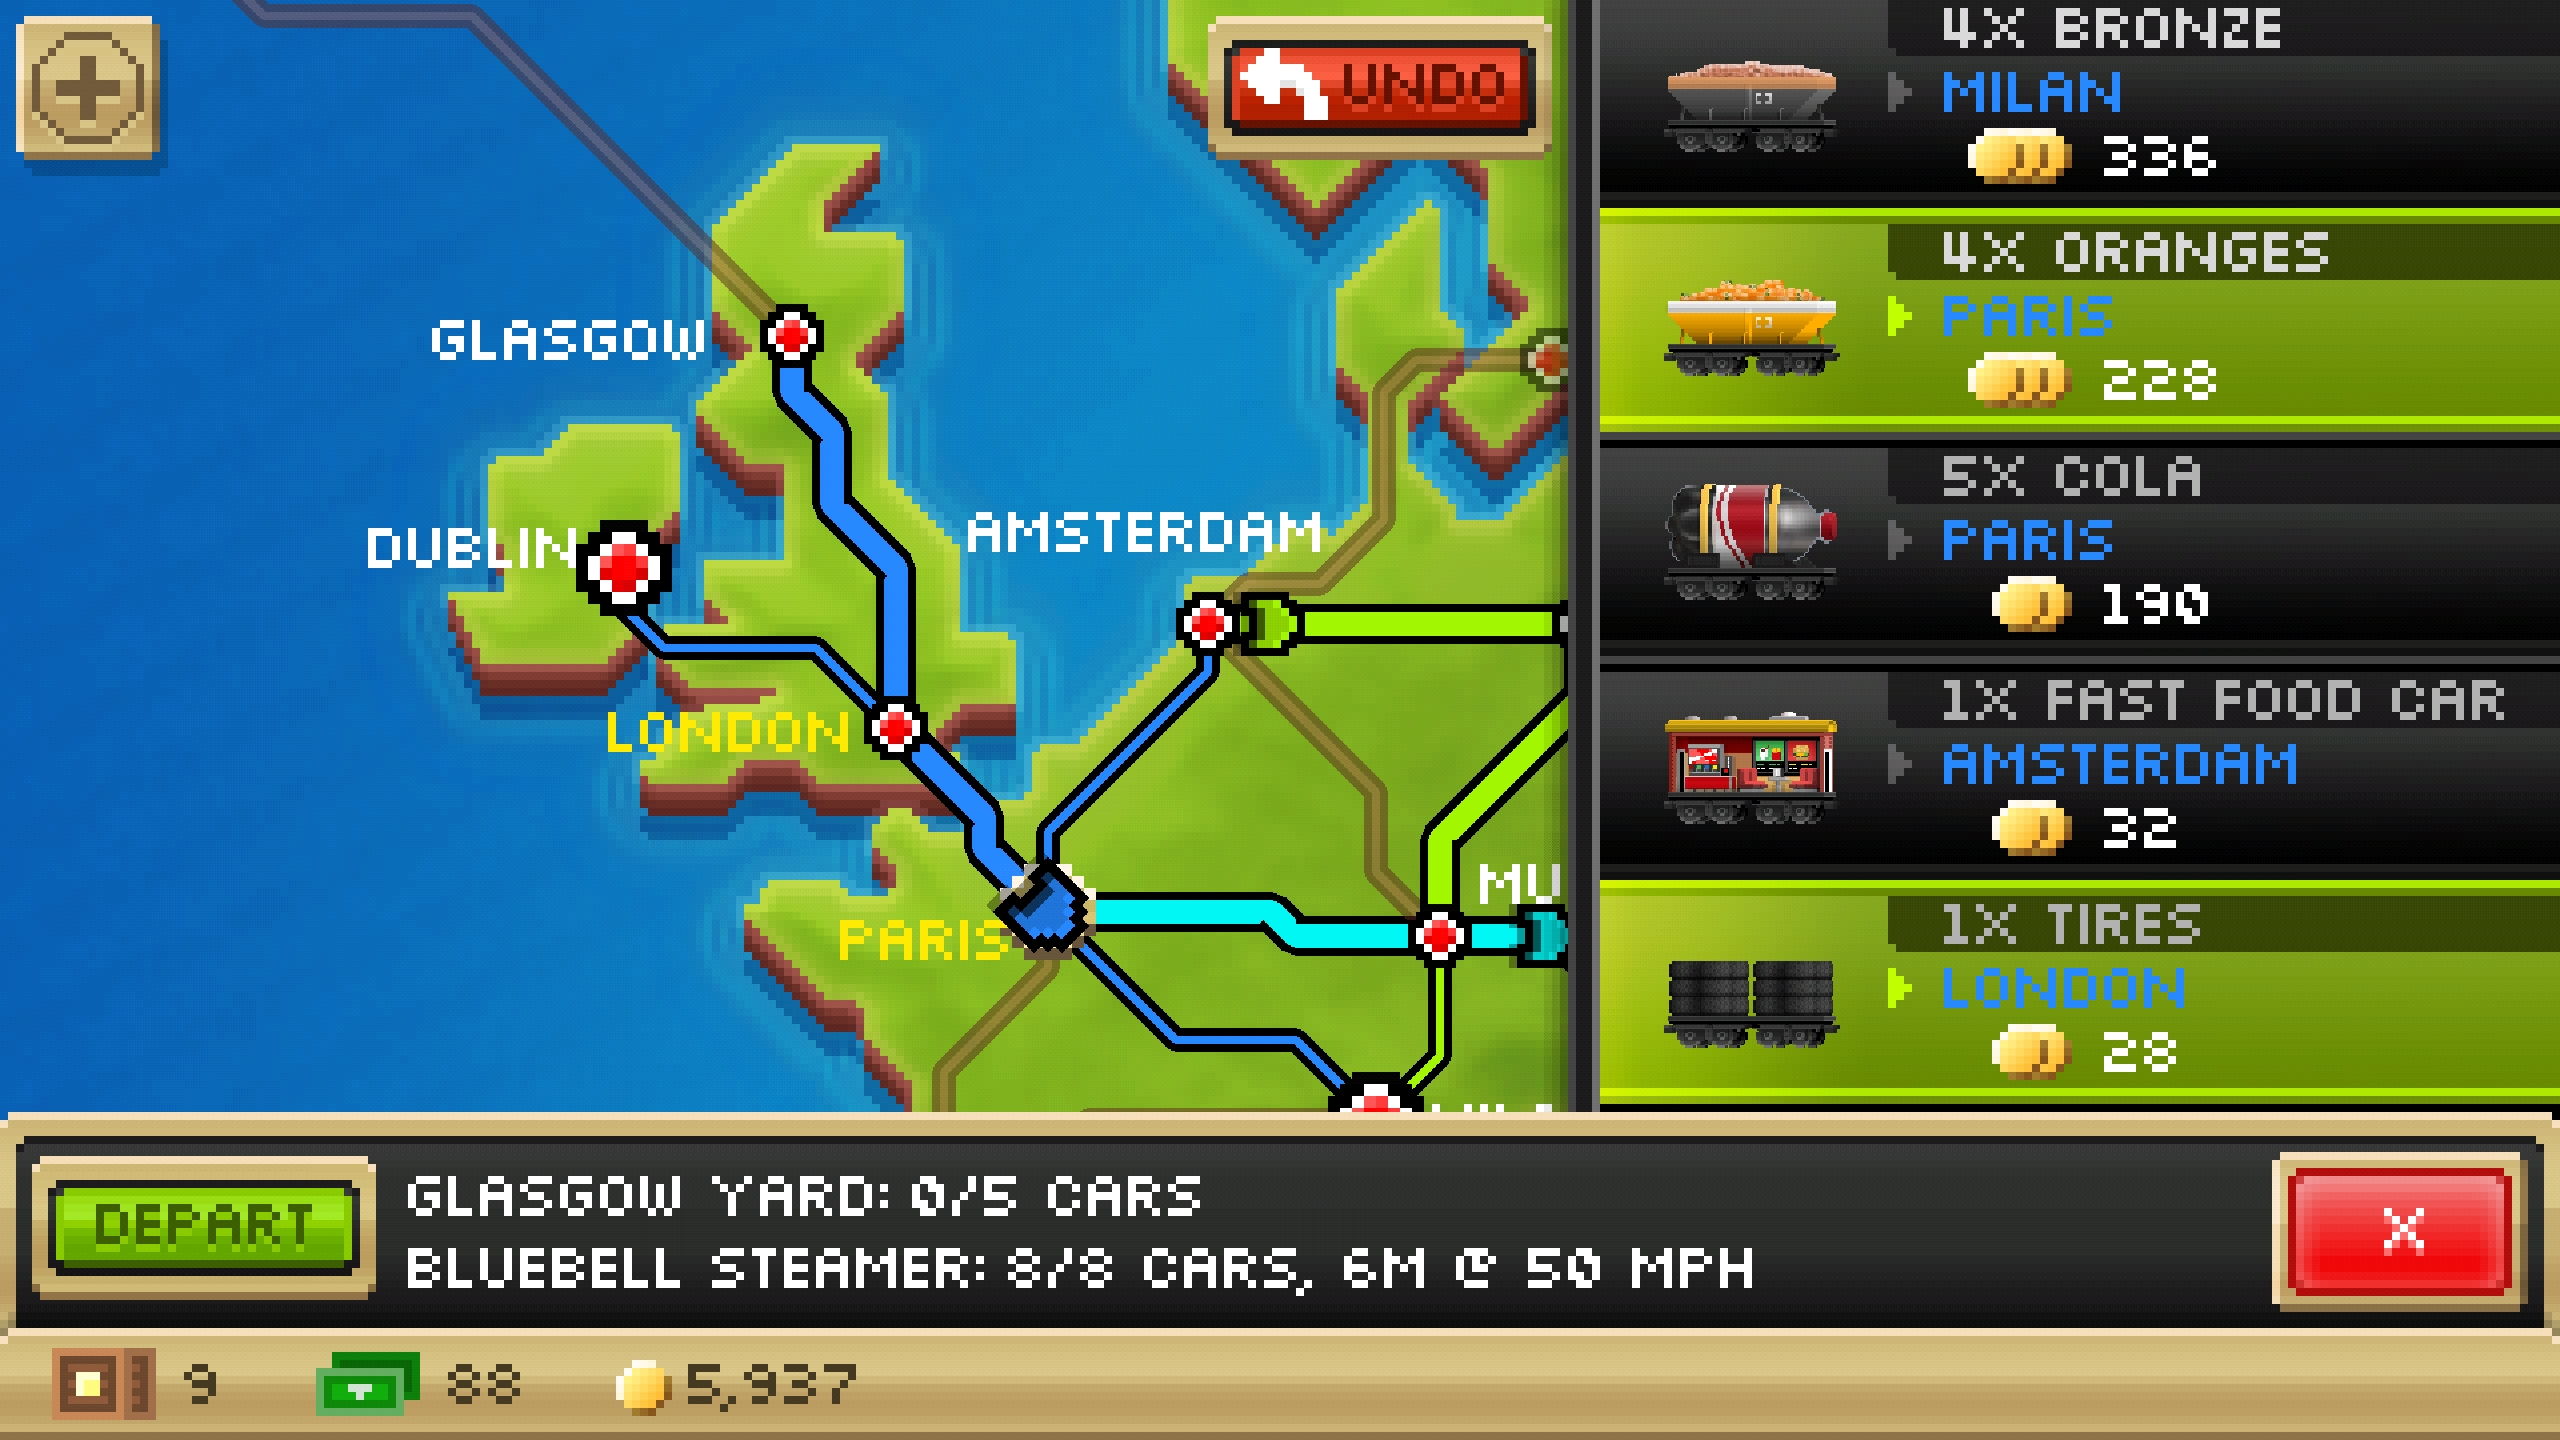 UNDO
GLASGOW
DUBLIN
AMSTERDAM
LONDON
MU
PARIS
4X BRONZE
MILAN
336
4X ORANGES
PARIS
228
5X COLA
PARIS
190
1X FAST FOOD CAR
AMSTERDAM
32
1X TIRES
LONDON
28
DEPART
GLASGOW YARD: 0/5 CARS
BLUEBELL STEAMER: 8/8 CARS, 6M @ 50 MPH
X
9
88
5,937